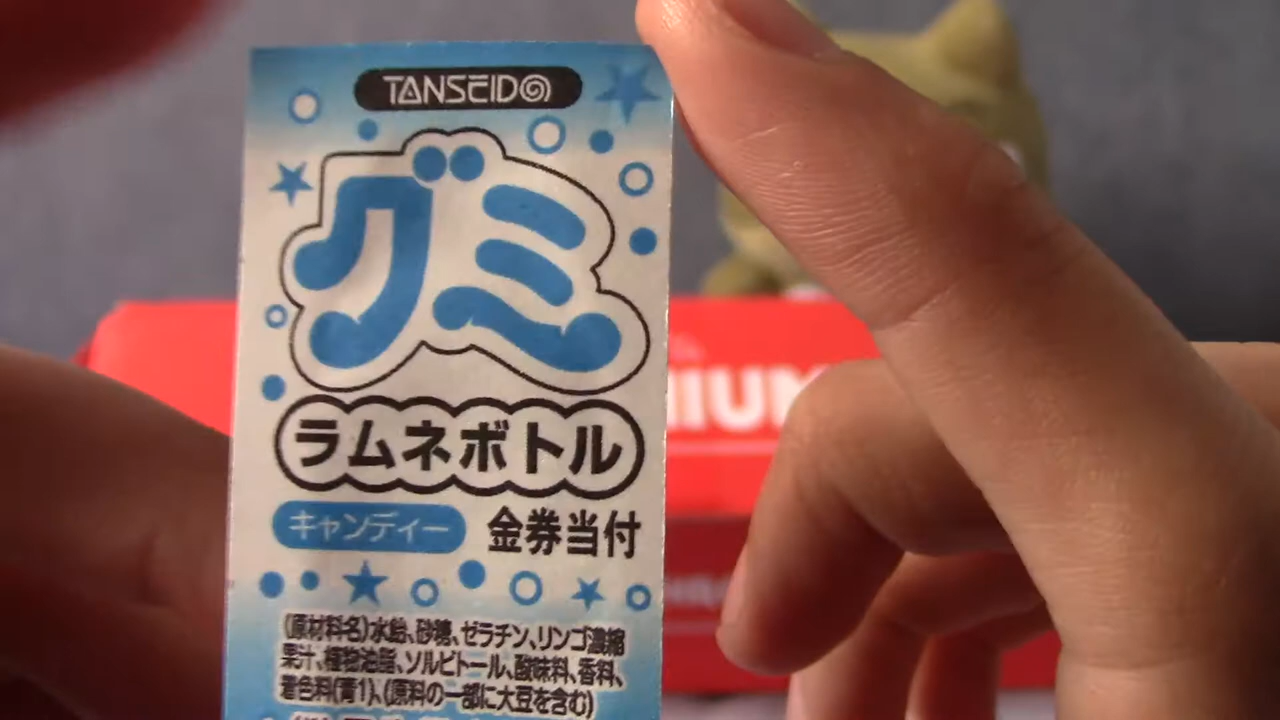 TANSEIDO
グミ
ラムネボトル
キャンディー 金券当付
(原材料名)水飴、砂糖、ゼラチン、リンゴ濃縮
果汁、植物油脂、ソルビトール、酸味料、香料、
着色料(青1)、(原料の一部に大豆を含む)